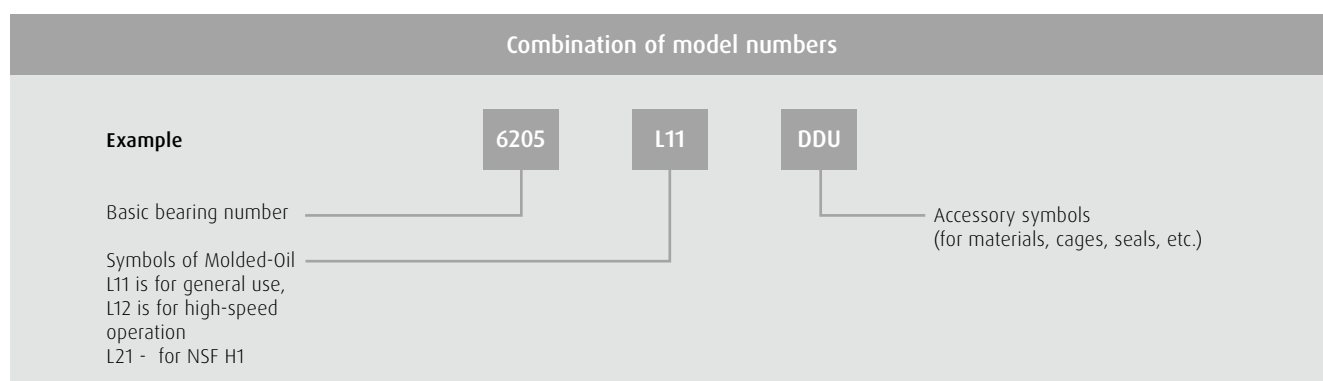 Combination of model numbers
Example
6205
L11
DDU
Basic bearing number
Accessory symbols
(for materials, cages, seals, etc.)
Symbols of Molded-Oil
L11 is for general use,
L12 is for high-speed
operation
L21 -  for NSF H1